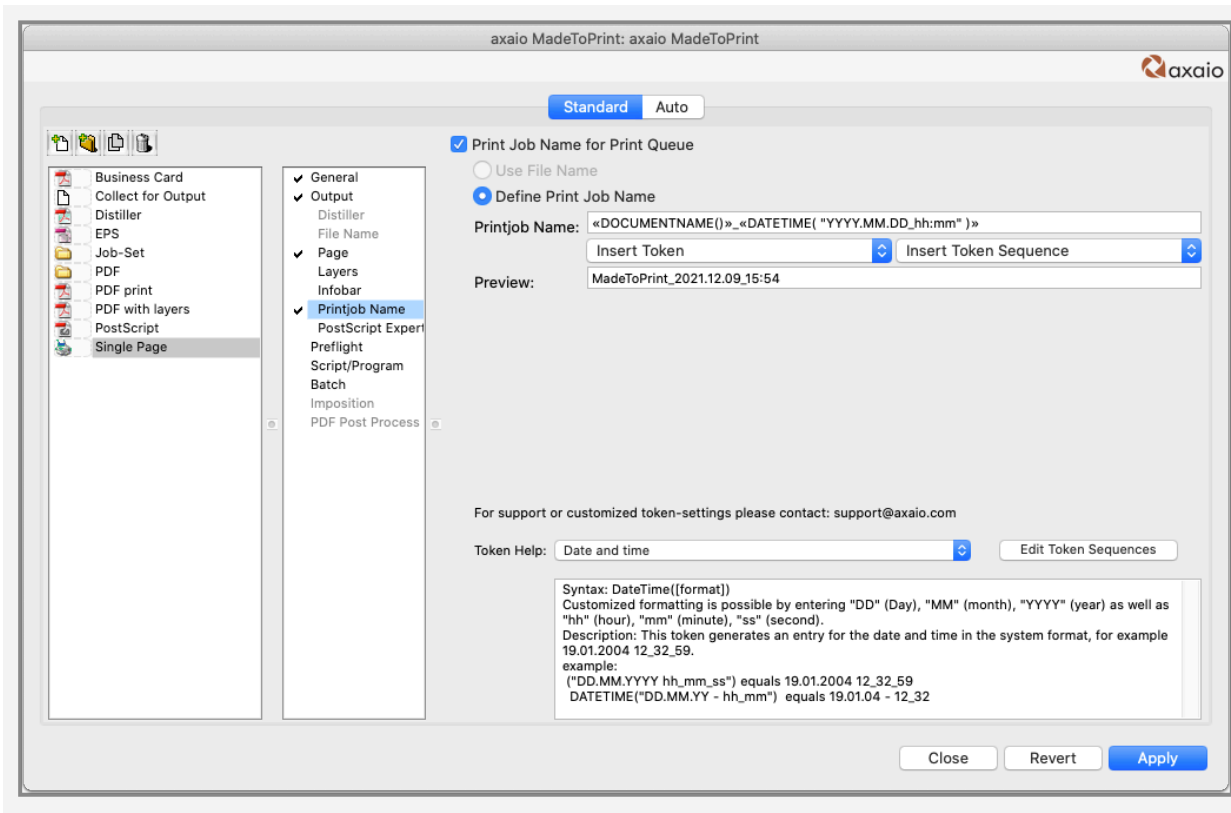 axaio MadeToPrint: axaio MadeToPrint
axaio
Standard
Auto
Business Card
Collect for Output
Distiller
EPS
Job-Set
PDF
PDF print
PDF with layers
PostScript
Single Page
General
Output
Distiller
File Name
Page
Layers
Infobar
Printjob Name
PostScript Expert
Preflight
Script/Program
Batch
Imposition
PDF Post Process
Print Job Name for Print Queue
Use File Name
Define Print Job Name
Printjob Name: «DOCUMENTNAME()»_«DATETIME( "YYYY.MM.DD_hh:mm" )»
Insert Token
Insert Token Sequence
Preview: MadeToPrint_2021.12.09_15:54
For support or customized token-settings please contact: support@axaio.com
Token Help: Date and time
Edit Token Sequences
Syntax: DateTime([format])
Customized formatting is possible by entering "DD" (Day), "MM" (month), "YYYY" (year) as well as
"hh" (hour), "mm" (minute), "ss" (second).
Description: This token generates an entry for the date and time in the system format, for example
19.01.2004 12_32_59.
example:
("DD.MM.YYYY hh_mm_ss") equals 19.01.2004 12_32_59
DATETIME("DD.MM.YY - hh_mm") equals 19.01.04 - 12_32
Close
Revert
Apply